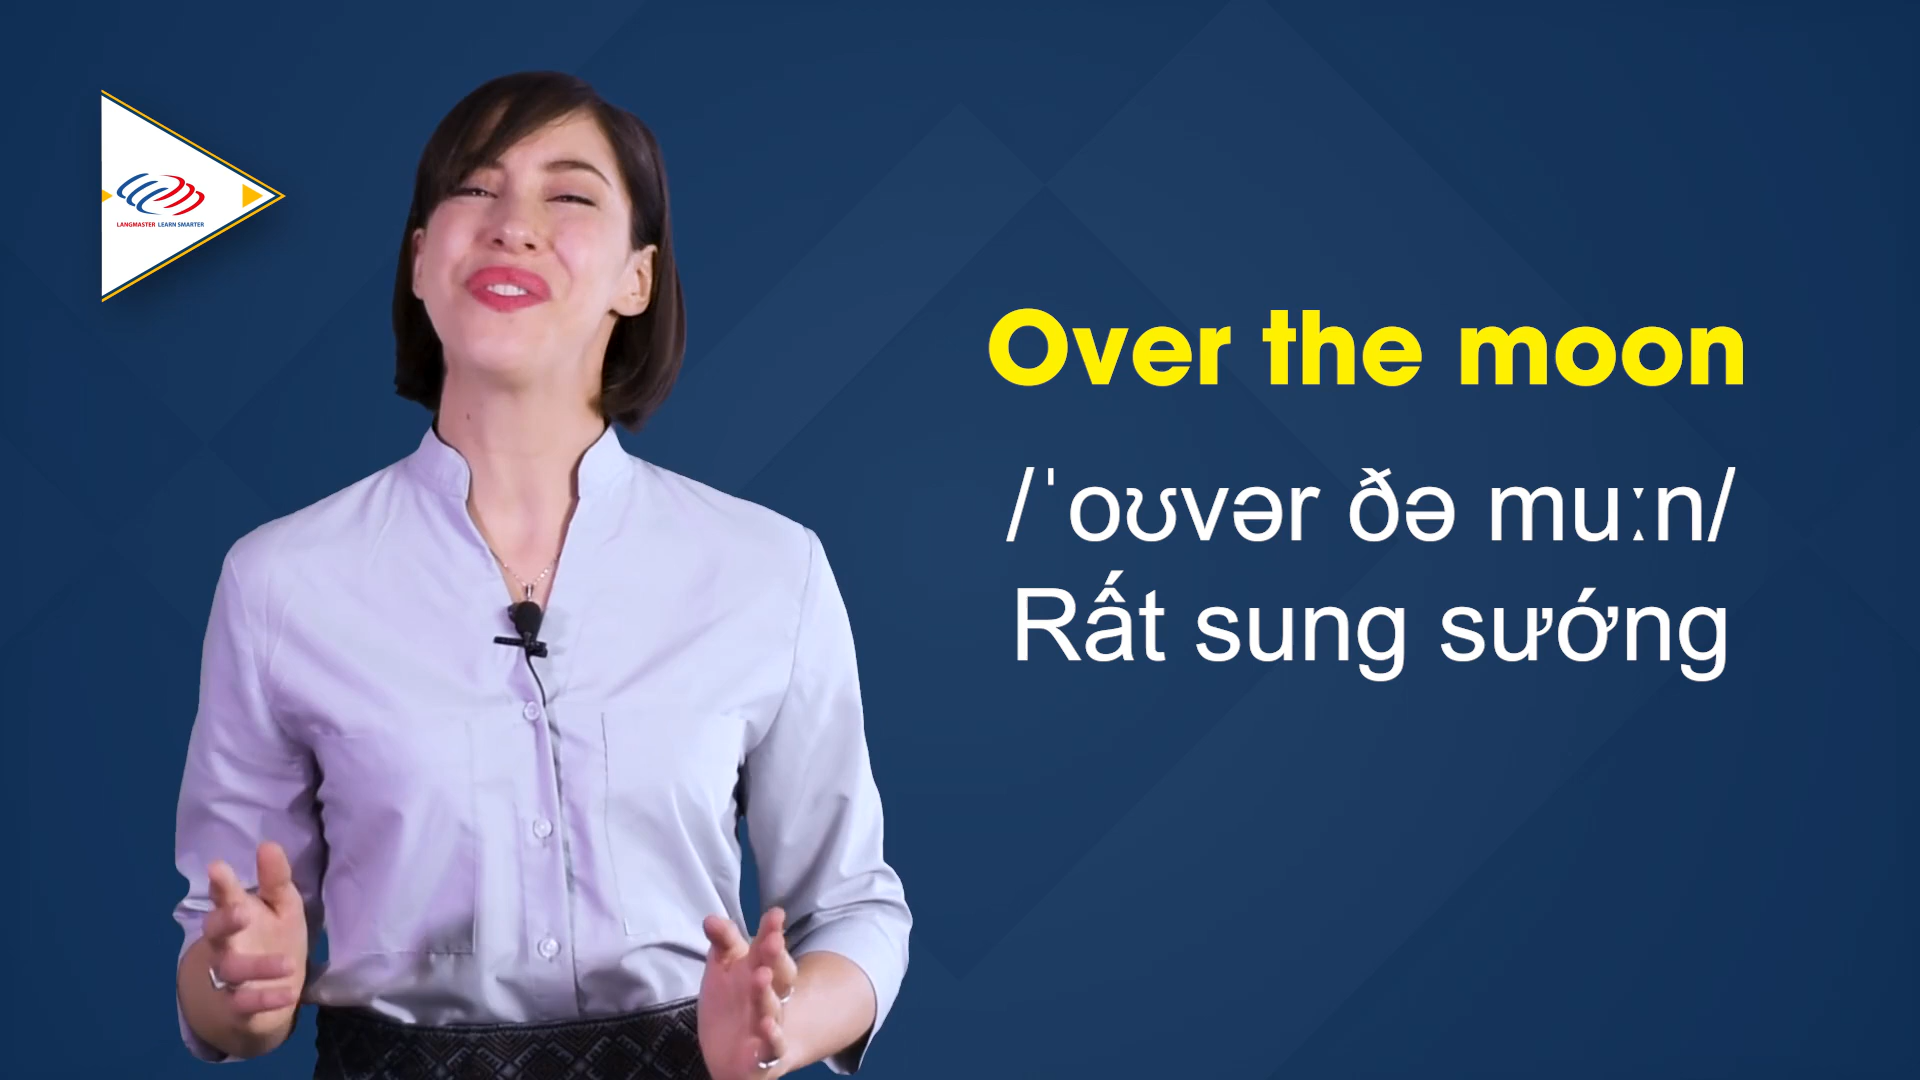 LANGMASTER LEARN SMARTER
Over the moon
/ˈoʊvər ðə muːn/
Rất sung sướng